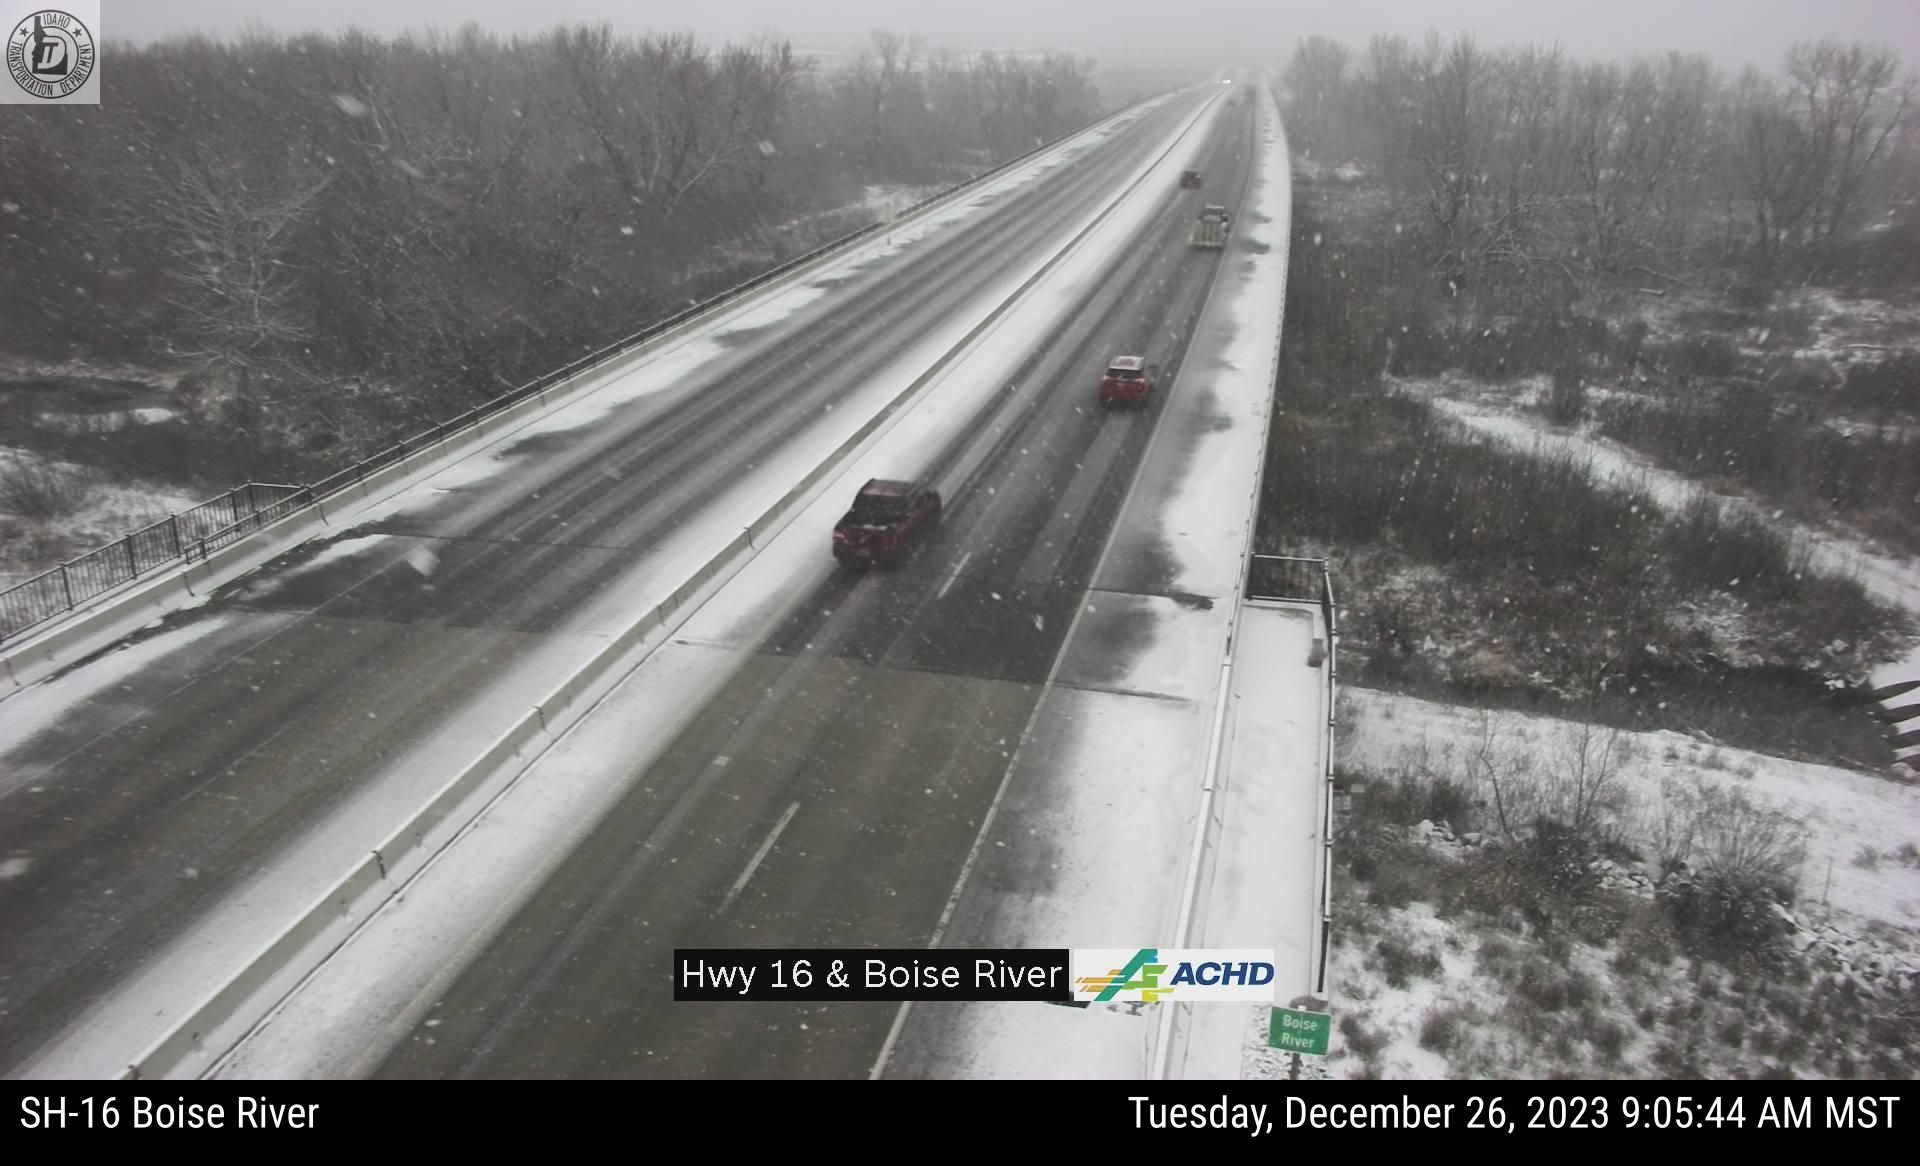 IDAHO
TRANSPORTATION DEPARTMENT
Hwy 16 & Boise River
ACHD
Boise
River
SH-16 Boise River
Tuesday, December 26, 2023 9:05:44 AM MST